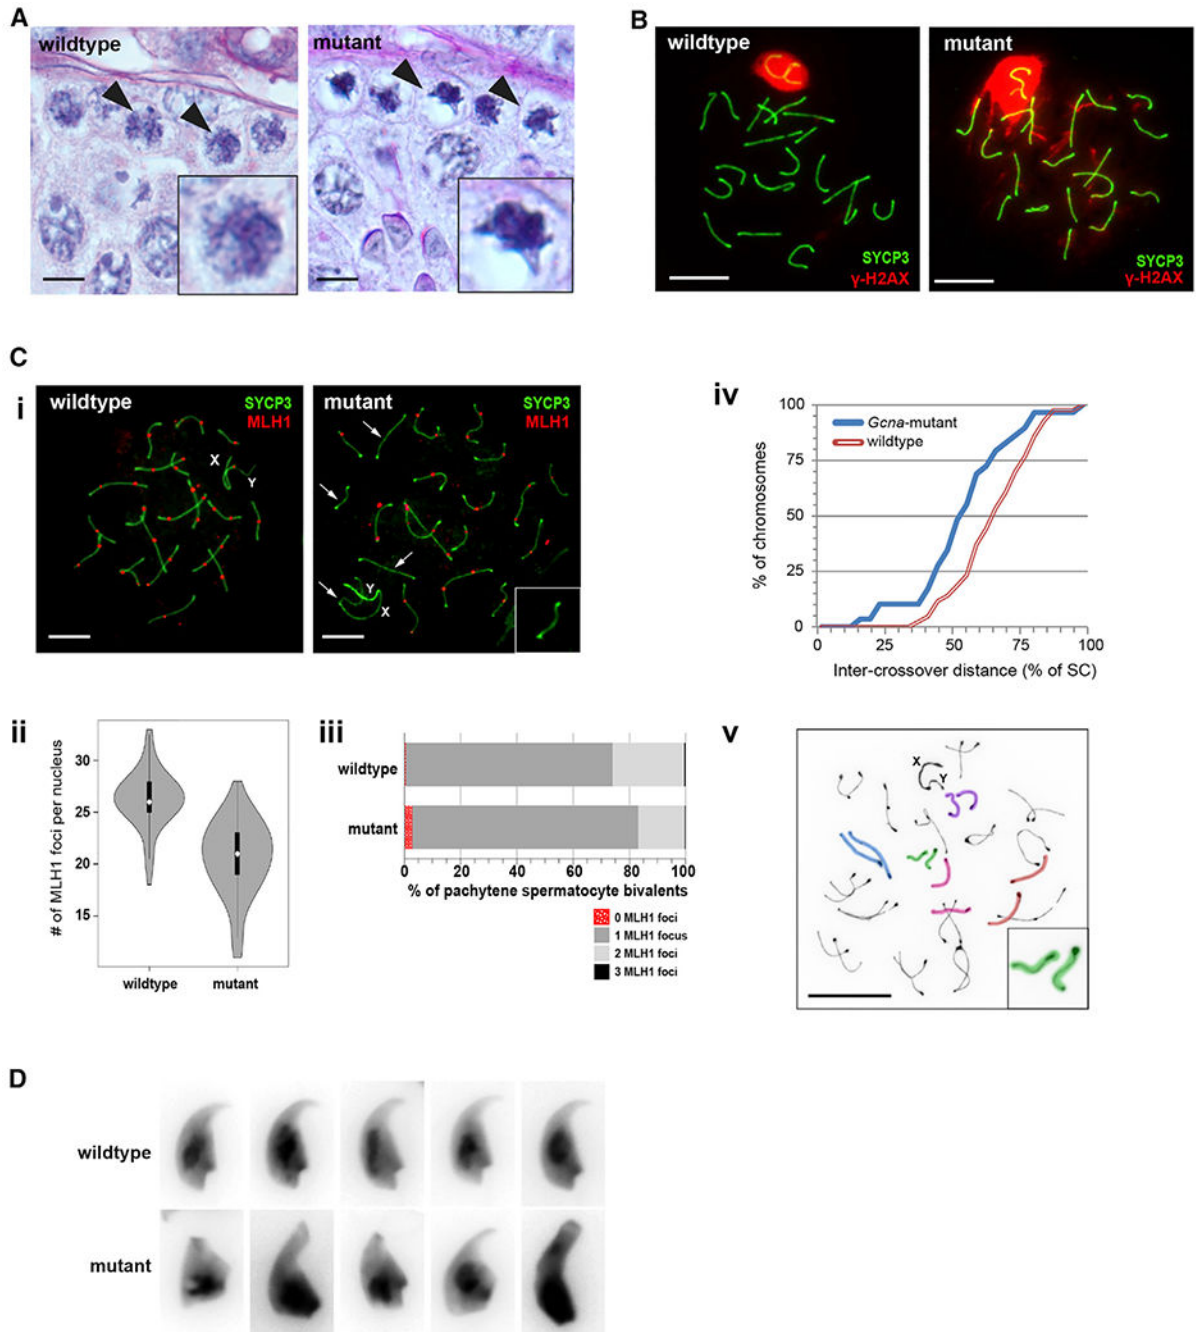 A
wildtype
mutant
B
wildtype
mutant
SYCP3
γ-H2AX
SYCP3
γ-H2AX
C
i
wildtype
SYCP3
MLH1
X
Y
mutant
SYCP3
MLH1
Y
X
iv
100
75
50
25
0
% of chromosomes
Gcna-mutant
wildtype
0 25 50 75 100
Inter-crossover distance (% of SC)
ii
# of MLH1 foci per nucleus
30
25
20
15
wildtype mutant
iii
wildtype
mutant
0 20 40 60 80 100
% of pachytene spermatocyte bivalents
0 MLH1 foci
1 MLH1 focus
2 MLH1 foci
3 MLH1 foci
v
X
Y
D
wildtype
mutant